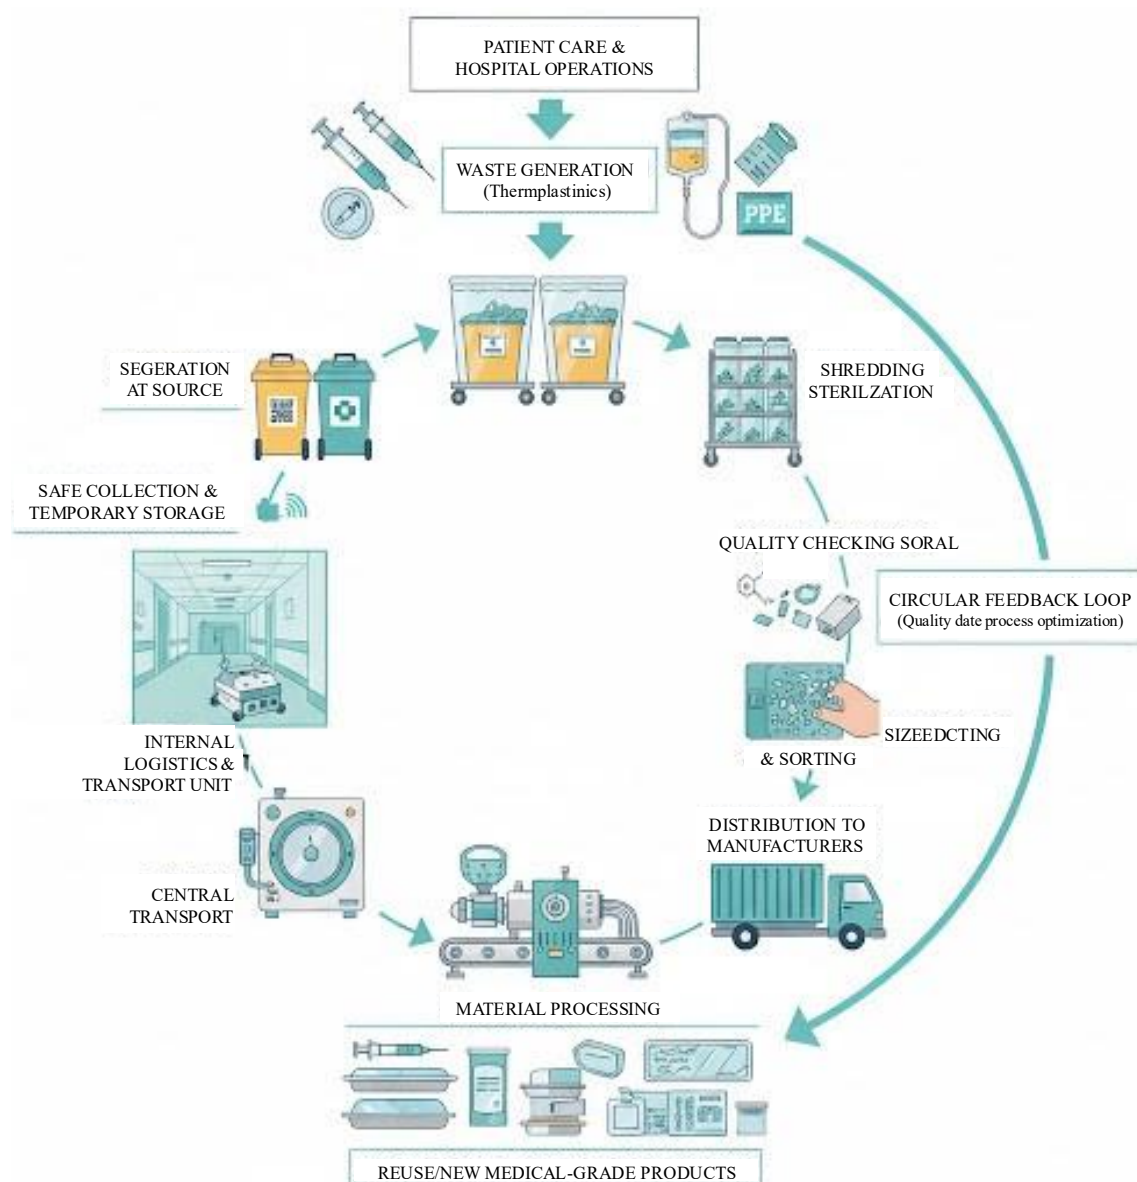 PATIENT CARE &
HOSPITAL OPERATIONS
WASTE GENERATION
(Thermplastinics)
PPE
SEGERATION
AT SOURCE
SHREDDING
STERILZATION
SAFE COLLECTION &
TEMPORARY STORAGE
QUALITY CHECKING SORAL
CIRCULAR FEEDBACK LOOP
(Quality date process optimization)
SIZEEDCTING
& SORTING
INTERNAL
LOGISTICS &
TRANSPORT UNIT
DISTRIBUTION TO
MANUFACTURERS
CENTRAL
TRANSPORT
MATERIAL PROCESSING
REUSE/NEW MEDICAL-GRADE PRODUCTS